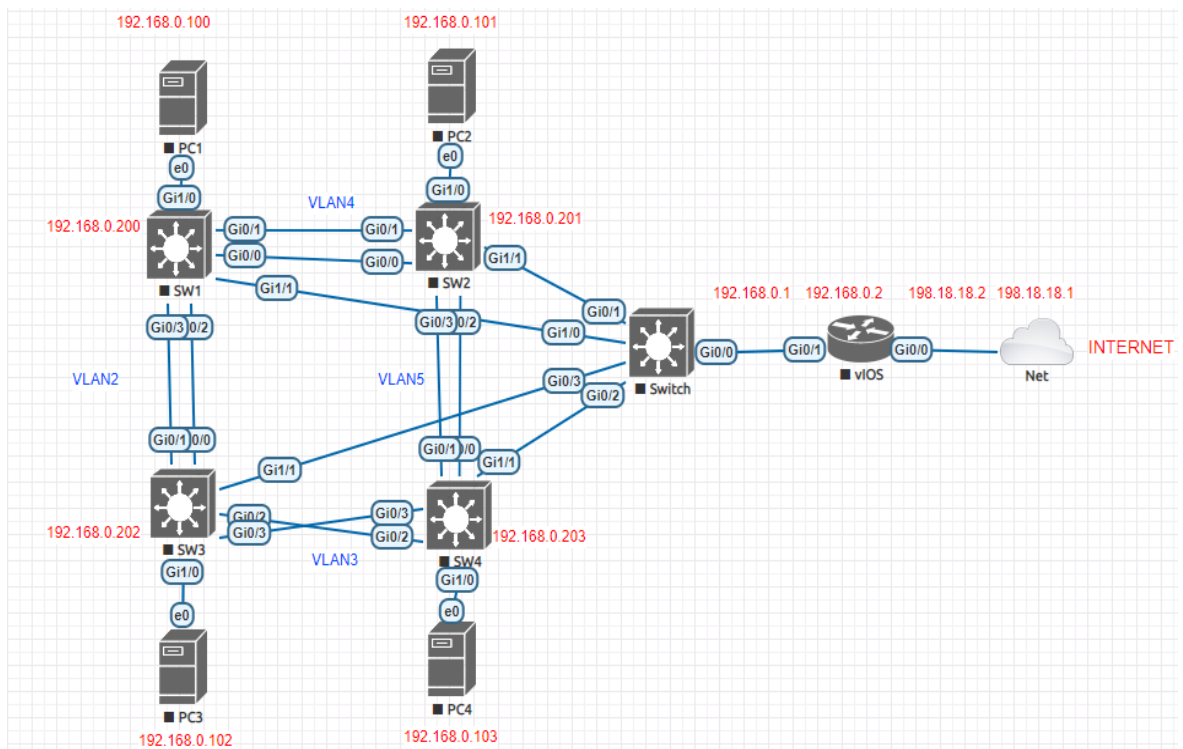 192.168.0.100
192.168.0.101
PC1
PC2
e0
e0
Gi1/0
Gi1/0
VLAN4
192.168.0.200
192.168.0.201
Gi0/1
Gi0/1
Gi0/0
Gi0/0
SW1
SW2
Gi1/1
Gi1/1
192.168.0.1
192.168.0.2
198.18.18.2
198.18.18.1
Gi0/1
Gi1/0
Gi0/0
Gi0/1
Gi0/0
INTERNET
Gi0/3
0/2
Gi0/3
0/2
VLAN2
VLAN5
Gi0/3
Gi0/2
Switch
vIOS
Net
Gi0/1
0/0
Gi0/1
0/0
Gi1/1
Gi1/1
192.168.0.202
Gi0/2
Gi0/3
Gi0/3
Gi0/2
192.168.0.203
SW3
VLAN3
SW4
Gi1/0
Gi1/0
e0
e0
PC3
PC4
192.168.0.102
192.168.0.103